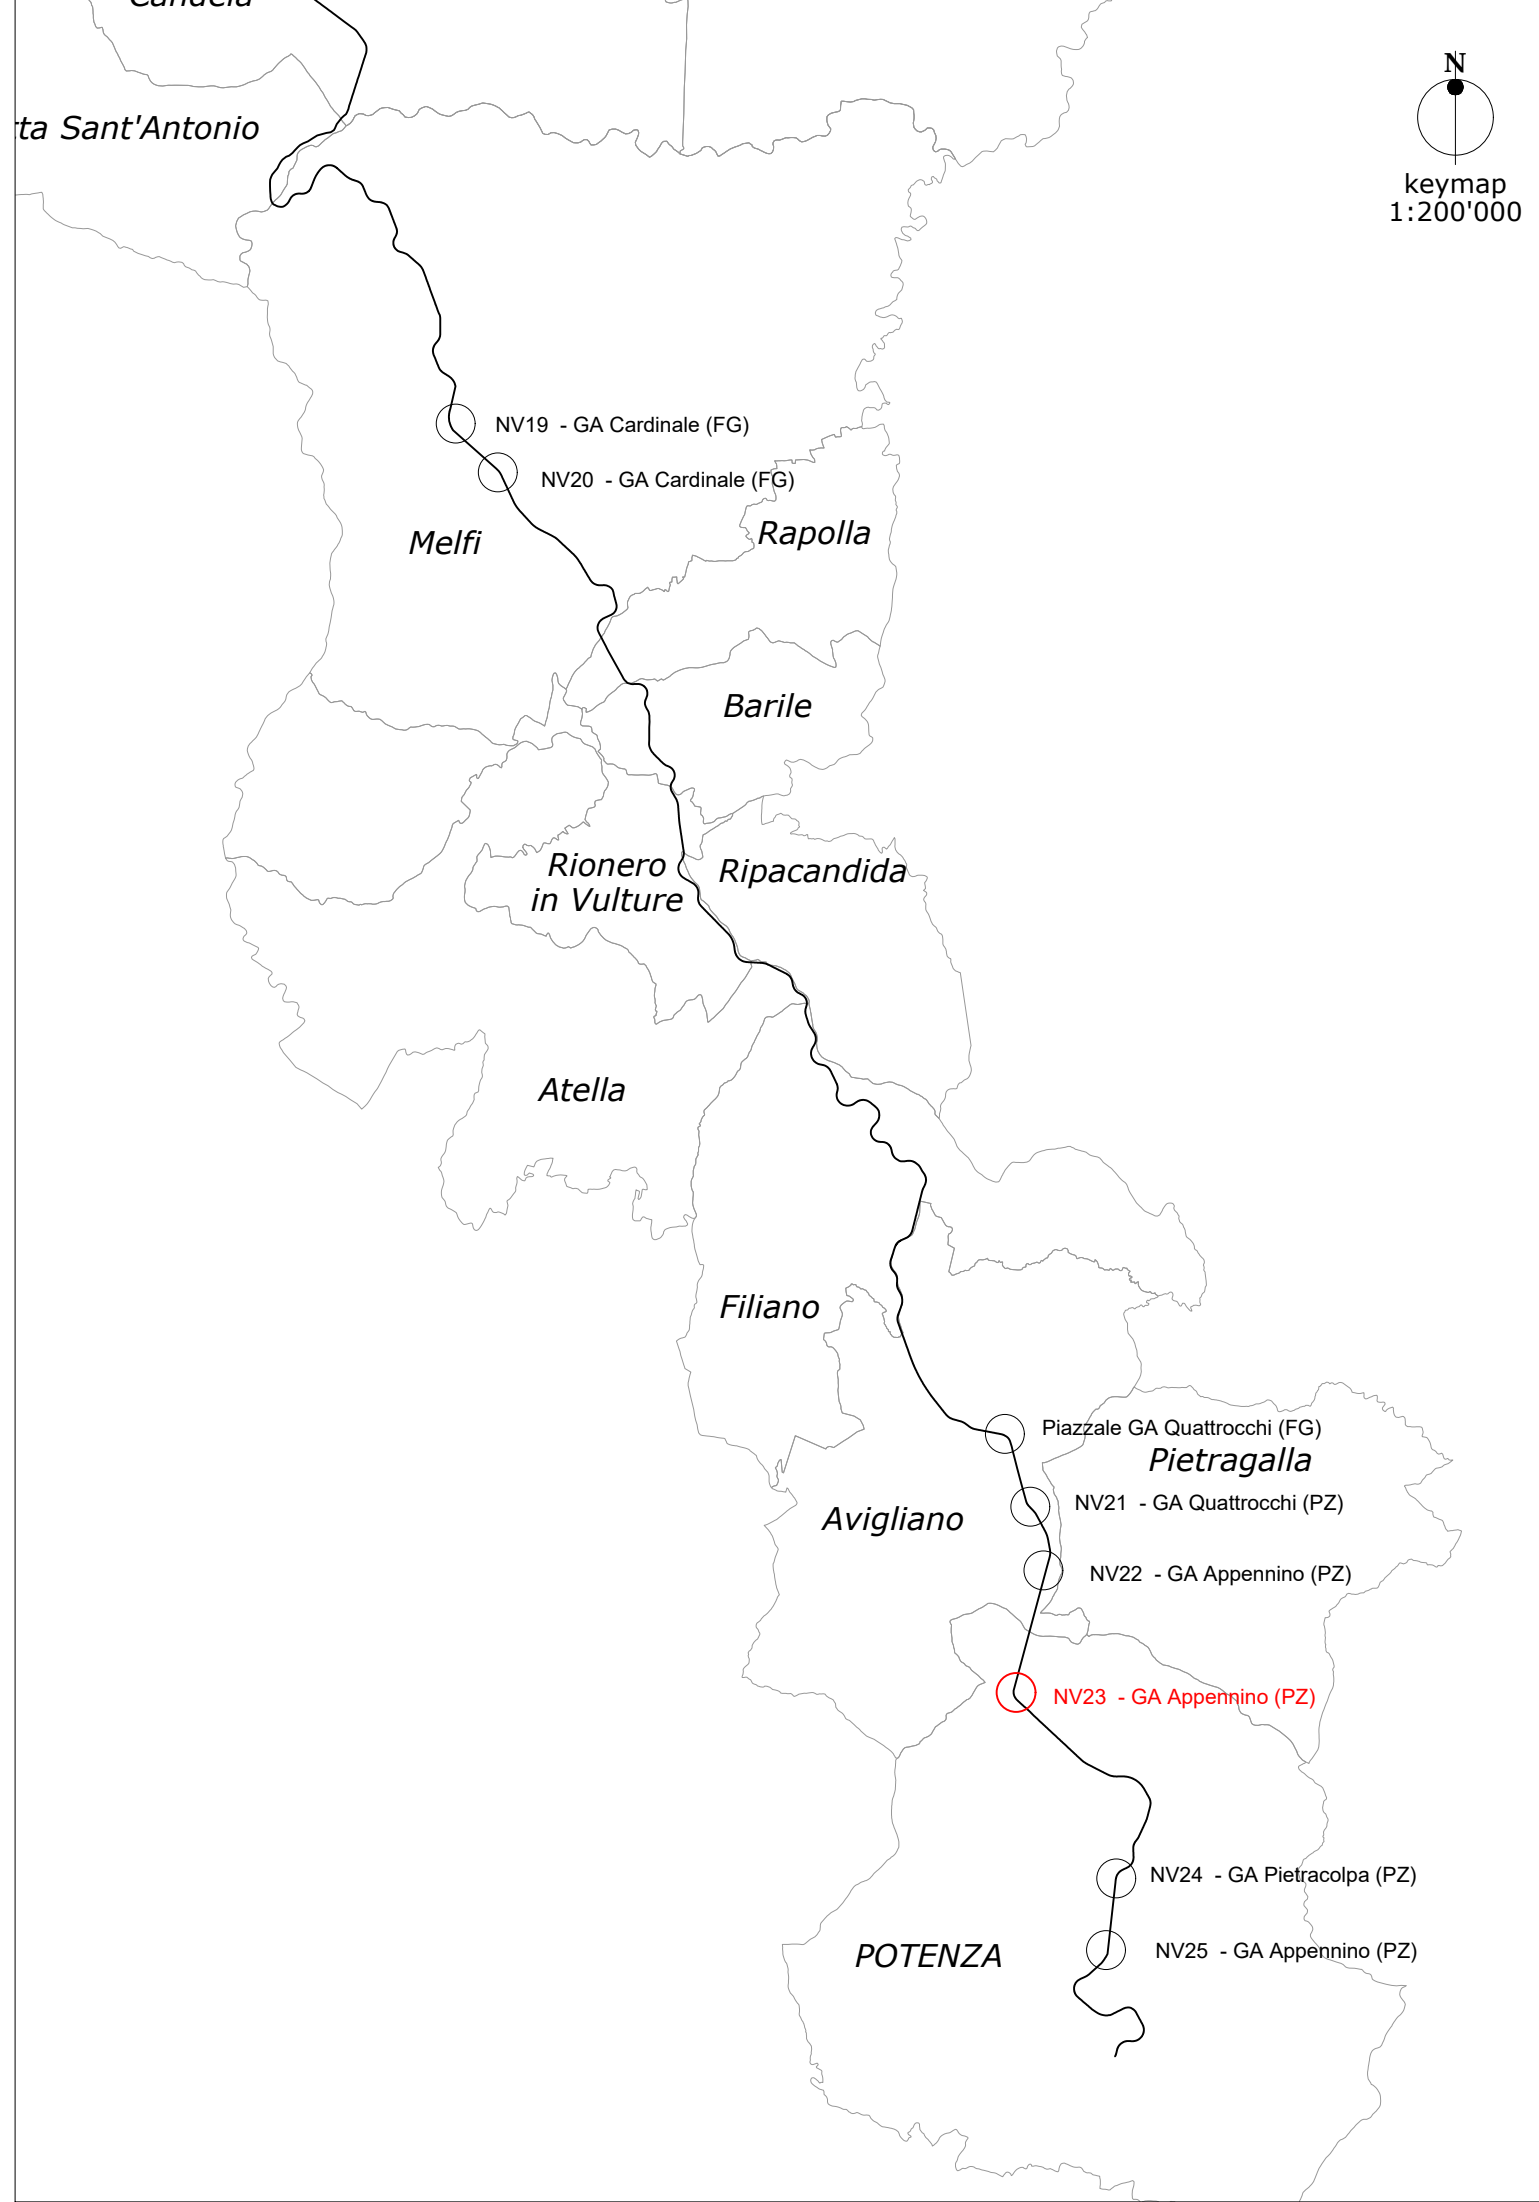 Candela
N
rta Sant'Antonio
keymap
1:200'000
NV19 - GA Cardinale (FG)
NV20 - GA Cardinale (FG)
Rapolla
Melfi
Barile
Rionero
in Vulture
Ripacandida
Atella
Filiano
Piazzale GA Quattrocchi (FG)
Pietragalla
NV21 - GA Quattrocchi (PZ)
Avigliano
NV22 - GA Appennino (PZ)
NV23 - GA Appennino (PZ)
NV24 - GA Pietracolpa (PZ)
NV25 - GA Appennino (PZ)
POTENZA